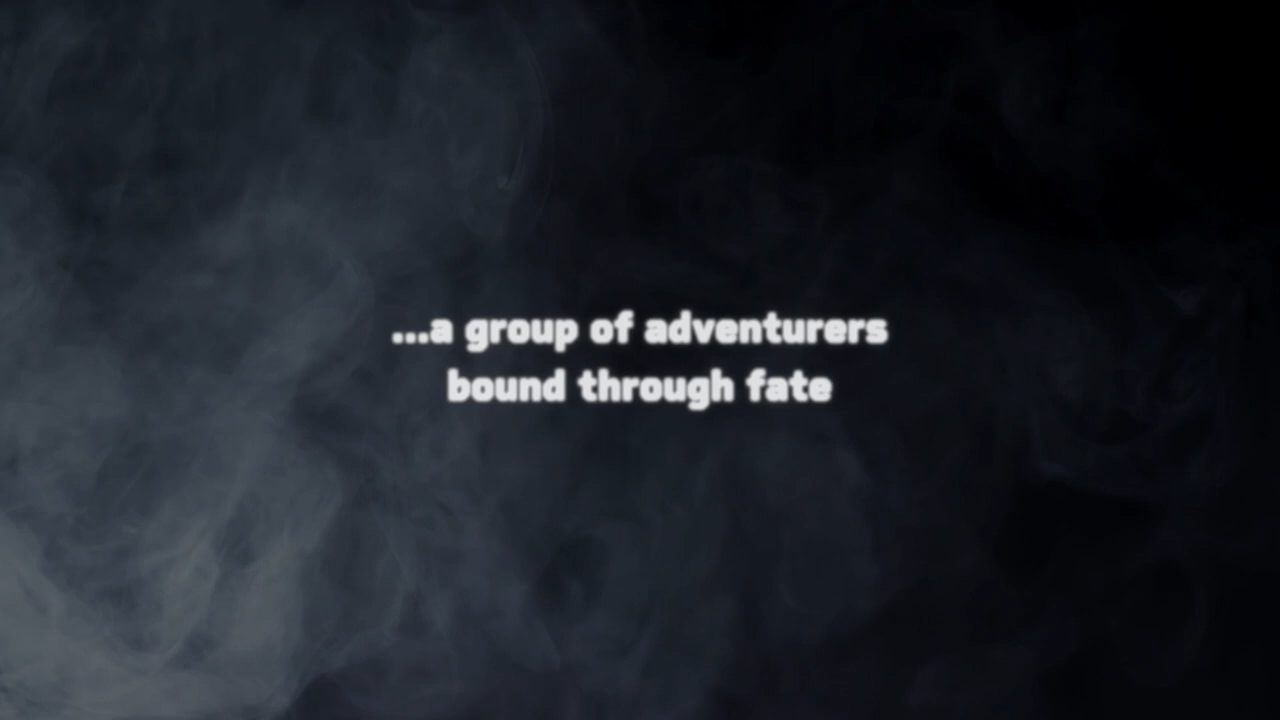 ...a group of adventurers
bound through fate